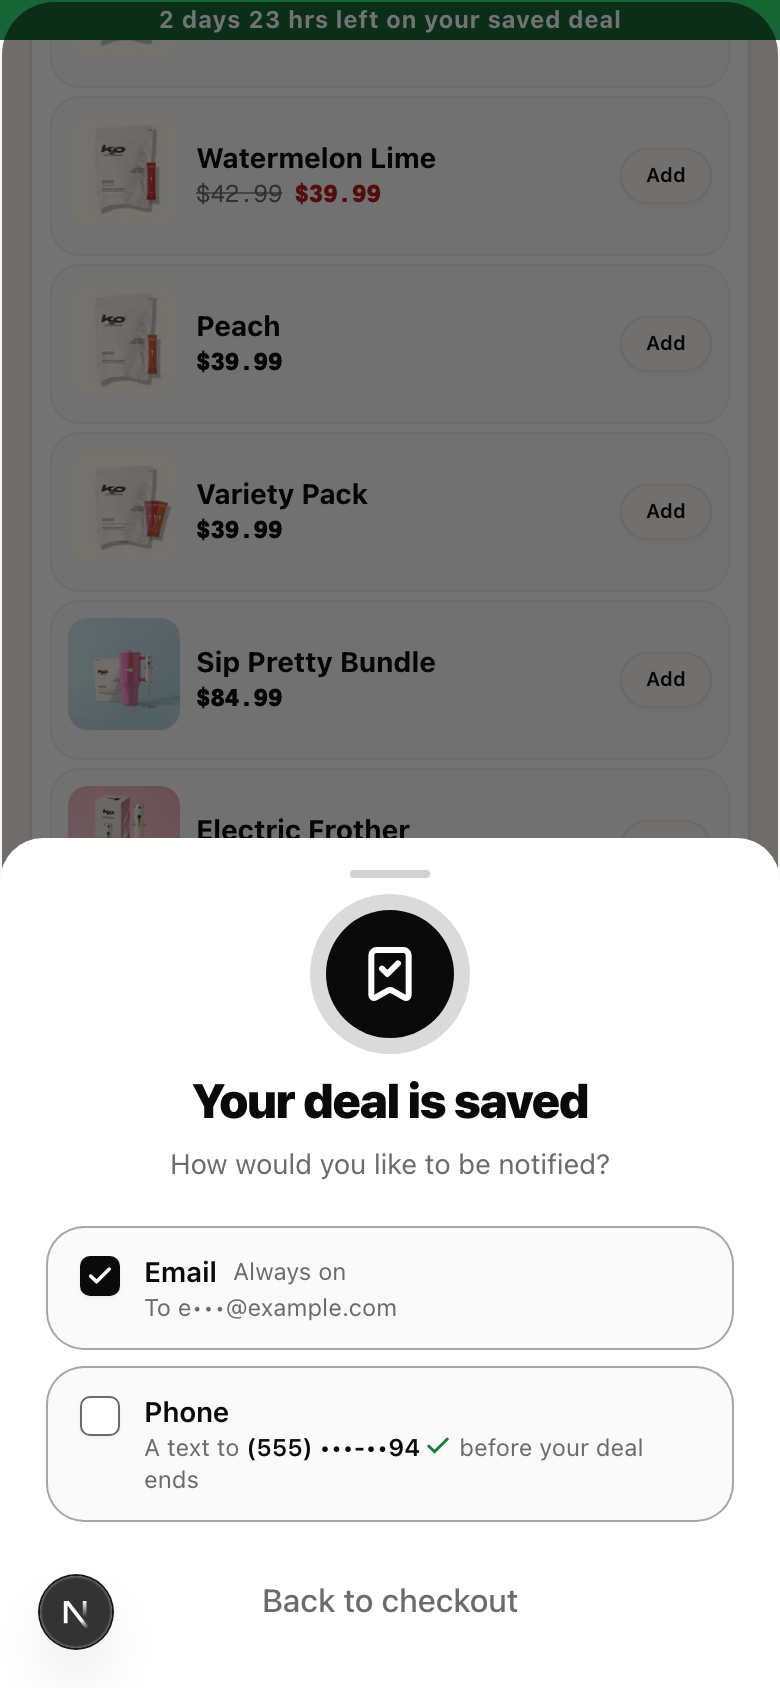 2 days 23 hrs left on your saved deal
Watermelon Lime
$42.99 $39.99
Add
Peach
$39.99
Add
Variety Pack
$39.99
Add
Sip Pretty Bundle
$84.99
Add
Electric Frother
Your deal is saved
How would you like to be notified?
Email Always on
To e•••@example.com
Phone
A text to (555) •••-••94 ✓ before your deal
ends
N
Back to checkout